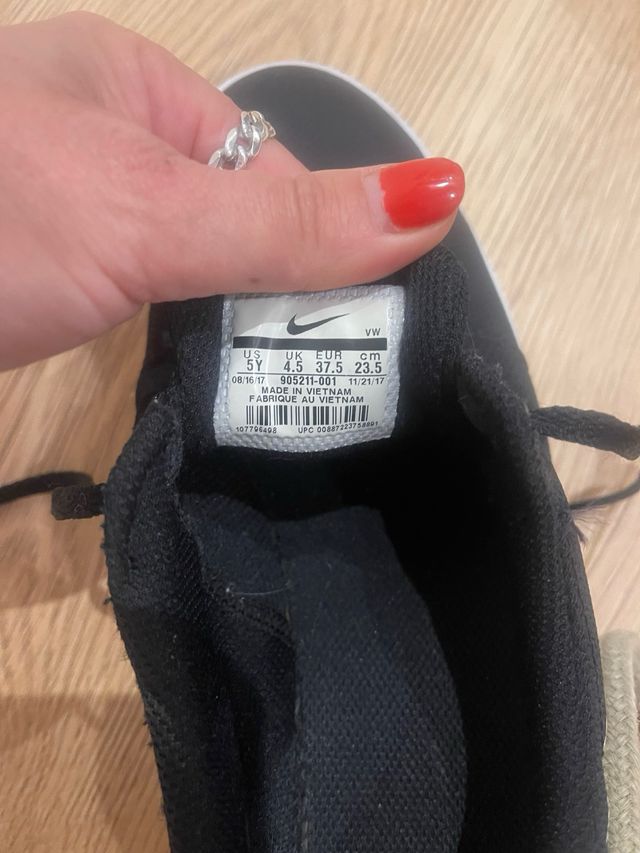 VW
US UK EUR cm
5Y 4.5 37.5 23.5
08/16/17 905211-001 11/21/17
MADE IN VIETNAM
FABRIQUE AU VIETNAM
107796498 UPC 00887223758891